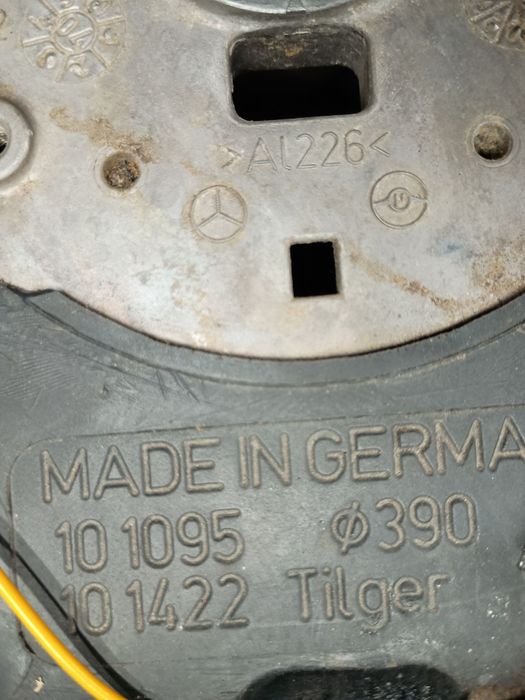 >Al226<
MADE IN GERMA
10 1095 ϕ390
10 1422 Tilger